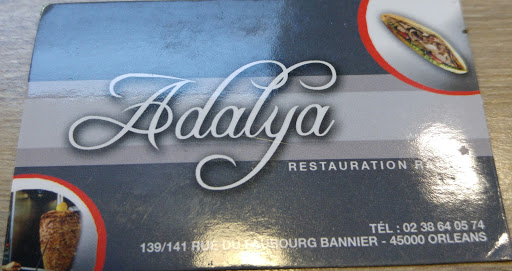 Adalya
RESTAURATION
TÉL : 02 38 64 05 74
139/141 RUE DU FAUBOURG BANNIER - 45000 ORLEANS